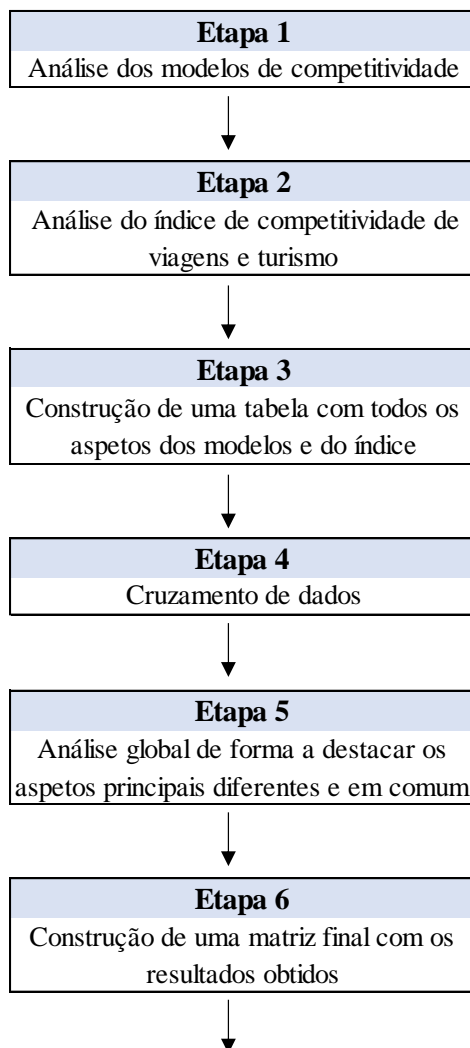 Etapa 1
Análise dos modelos de competitividade
Etapa 2
Análise do índice de competitividade de
viagens e turismo
Etapa 3
Construção de uma tabela com todos os
aspetos dos modelos e do índice
Etapa 4
Cruzamento de dados
Etapa 5
Análise global de forma a destacar os
aspetos principais diferentes e em comum
Etapa 6
Construção de uma matriz final com os
resultados obtidos